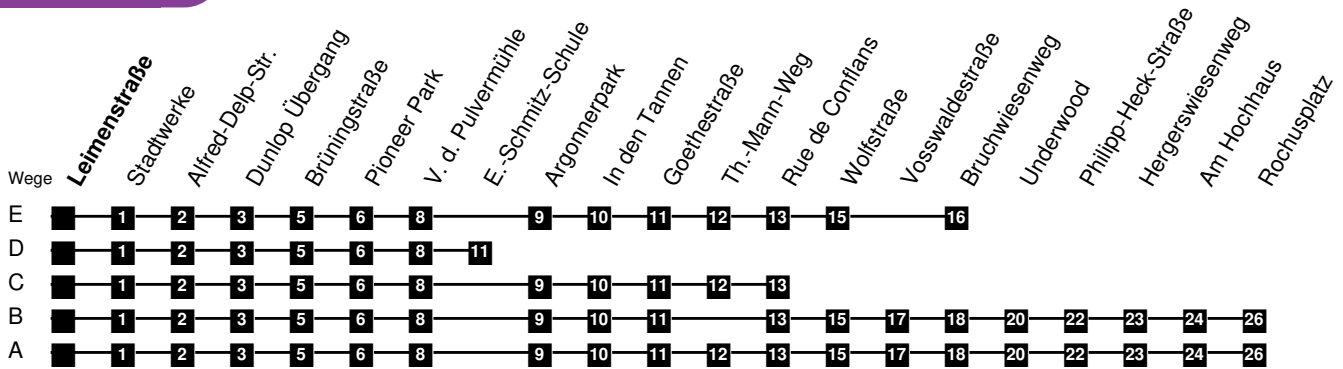 Leimenstraße
Stadtwerke
Alfred-Delp-Str.
Dunlop Übergang
Brüningstraße
Pioneer Park
V. d. Pulvermühle
E.-Schmitz-Schule
Argonnerpark
In den Tannen
Goethestraße
Th.-Mann-Weg
Rue de Conflans
Wolfstraße
Vosswaldestraße
Bruchwiesenweg
Underwood
Philipp-Heck-Straße
Hergerswiesenweg
Am Hochhaus
Rochusplatz
Wege
E 1 2 3 5 6 8 9 10 11 12 13 15 16
D 1 2 3 5 6 8 11
C 1 2 3 5 6 8 9 10 11 12 13
B 1 2 3 5 6 8 9 10 11 13 15 17 18 20 22 23 24 26
A 1 2 3 5 6 8 9 10 11 12 13 15 17 18 20 22 23 24 26